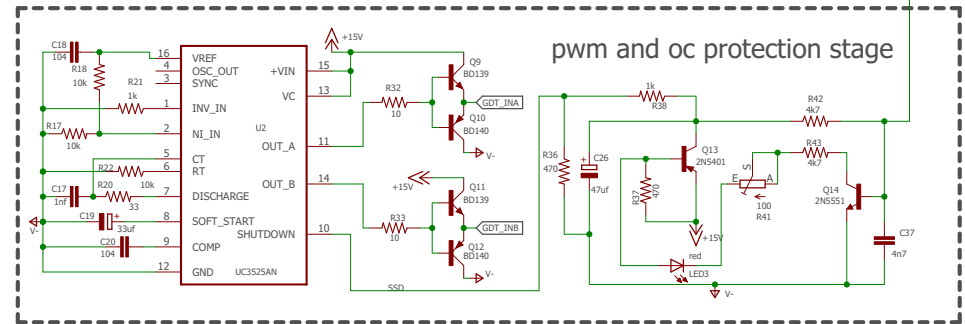 pwm and oc protection stage
+15V
C18
104
R18
10k
R21
1k
R17
10k
R22
10k
C17
1nf
R20
33
C19
+
33uf
C20
104
V-
16
4
3
1
2
5
6
7
8
9
12
VREF
OSC_OUT
SYNC
INV_IN
NI_IN
CT
RT
DISCHARGE
SOFT_START
COMP
GND
U2
UC3525AN
+VIN
VC
OUT_A
OUT_B
SHUTDOWN
15
13
11
14
10
R32
10
Q9
BD139
GDT_INA
Q10
BD140
V-
+15V
Q11
BD139
R33
10
GDT_INB
Q12
BD140
V-
SSD
1k
R38
R36
470
+
C26
47uf
R37
470
Q13
2N5401
+15V
red
LED3
R42
4k7
R43
4k7
S
E
A
100
R41
Q14
2N5551
C37
4n7
V-